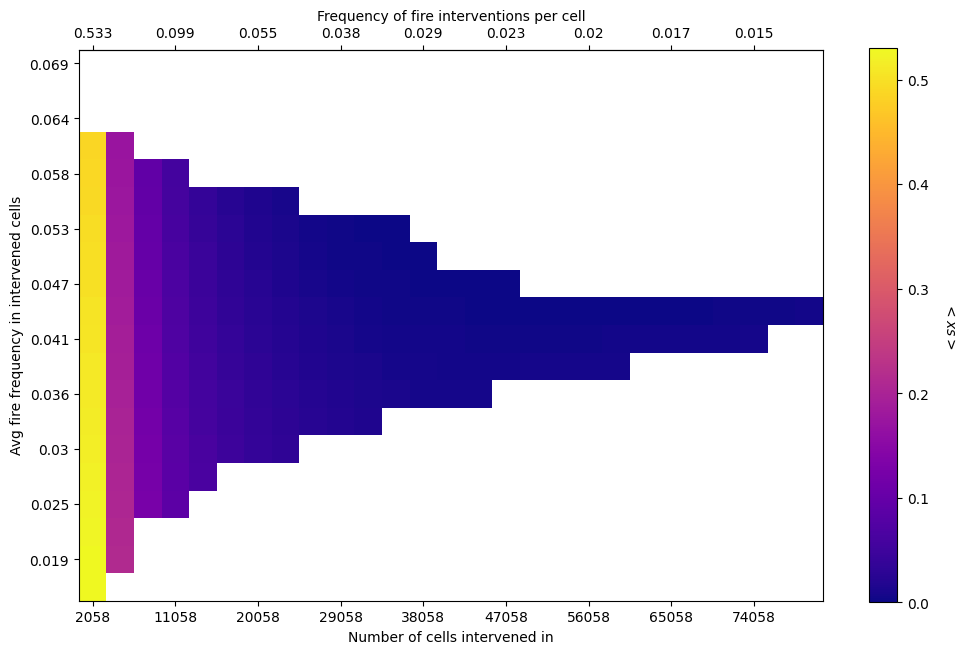 Frequency of fire interventions per cell
0.533 0.099 0.055 0.038 0.029 0.023 0.02 0.017 0.015
Avg fire frequency in intervened cells
0.069
0.064
0.058
0.053
0.047
0.041
0.036
0.03
0.025
0.019
2058 11058 20058 29058 38058 47058 56058 65058 74058
Number of cells intervened in
0.5
0.4
0.3
0.2
0.1
0.0
< sx >